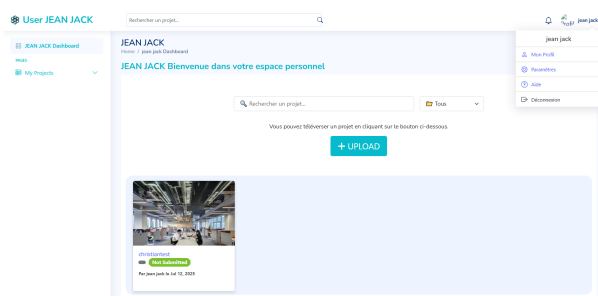 User JEAN JACK
Rechercher un projet...
jean jack
JEAN JACK Dashboard
PAGES
My Projects
JEAN JACK
Home / jean jack Dashboard
JEAN JACK Bienvenue dans votre espace personnel
jean jack
Mon Profil
Paramètres
Aide
Déconnexion
Rechercher un projet...
Tous
Vous pouvez téléverser un projet en cliquant sur le bouton ci-dessous.
+ UPLOAD
christiantest
Not Submitted
Par jean jack le Jul 12, 2025